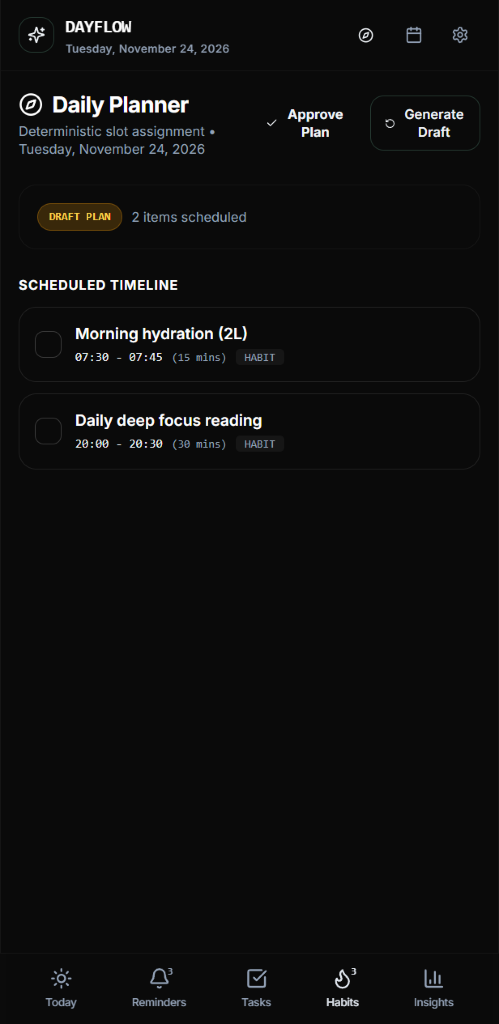 DAYFLOW
Tuesday, November 24, 2026
Daily Planner
Deterministic slot assignment •
Tuesday, November 24, 2026
Approve
Plan
Generate
Draft
DRAFT PLAN
2 items scheduled
SCHEDULED TIMELINE
Morning hydration (2L)
07:30 - 07:45 (15 mins) HABIT
Daily deep focus reading
20:00 - 20:30 (30 mins) HABIT
3
3
Today
Reminders
Tasks
Habits
Insights